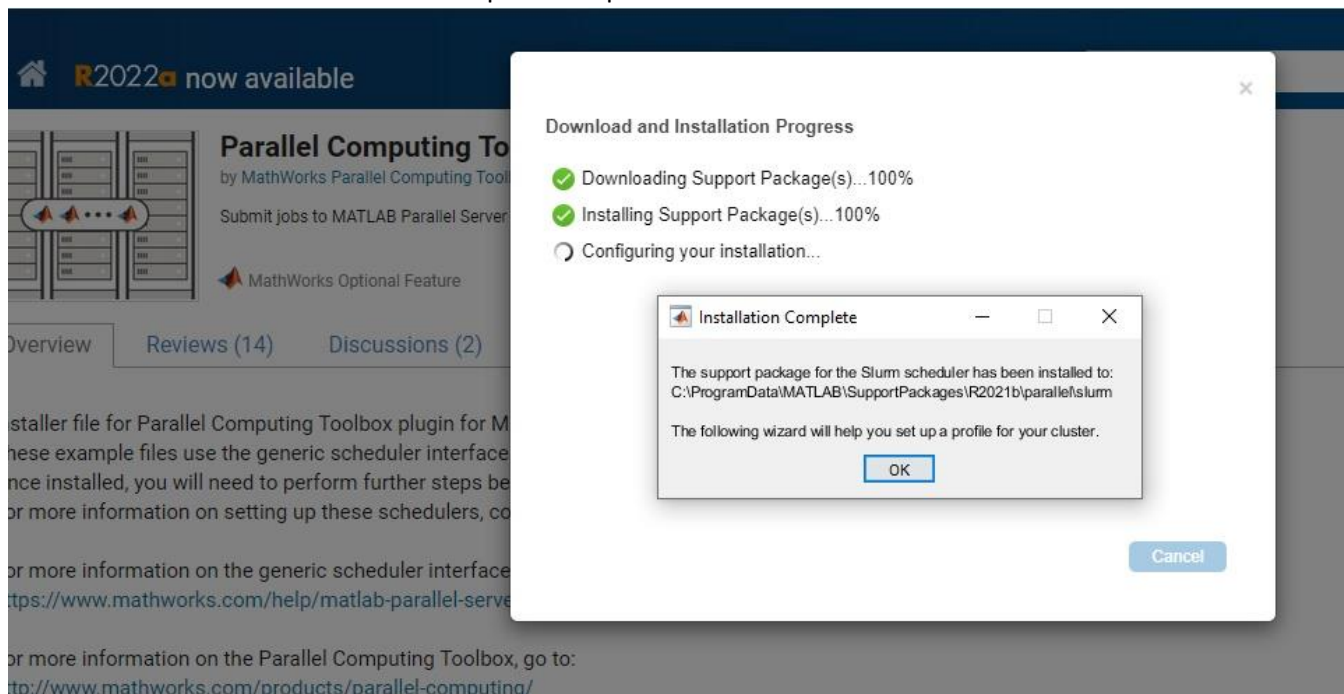 R2022a now available
Parallel Computing To
by MathWorks Parallel Computing Tool
Submit jobs to MATLAB Parallel Server
MathWorks Optional Feature
Overview
Reviews (14)
Discussions (2)
staller file for Parallel Computing Toolbox plugin for M
hese example files use the generic scheduler interface
nce installed, you will need to perform further steps be
or more information on setting up these schedulers, co
or more information on the generic scheduler interface
ttps://www.mathworks.com/help/matlab-parallel-serve
or more information on the Parallel Computing Toolbox, go to:
ttp://www.mathworks.com/products/parallel-computing/
Download and Installation Progress
Downloading Support Package(s)...100%
Installing Support Package(s)...100%
Configuring your installation...
Installation Complete
The support package for the Slurm scheduler has been installed to:
C:\ProgramData\MATLAB\SupportPackages\R2021b\parallel\slurm
The following wizard will help you set up a profile for your cluster.
OK
Cancel